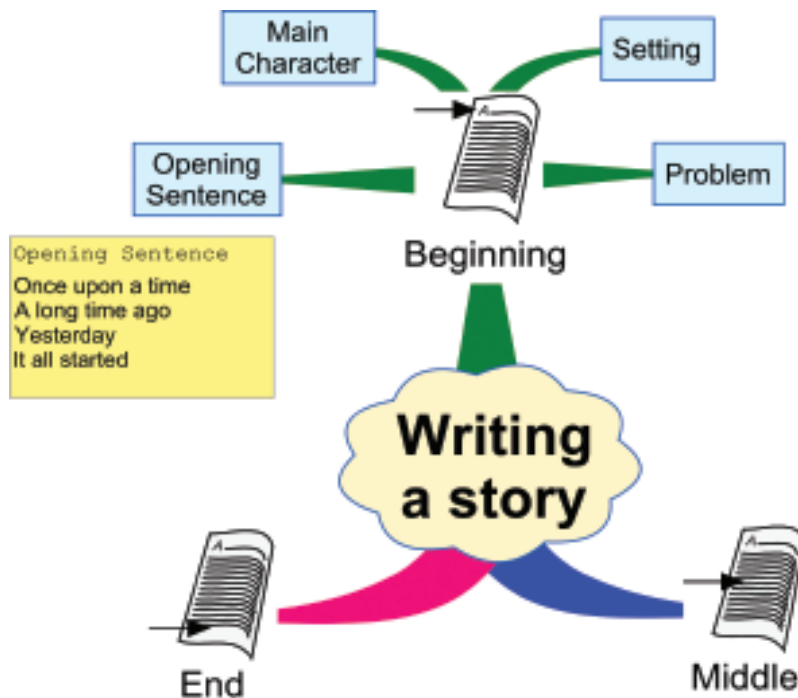 Main
Character
Setting
Opening
Sentence
Problem
Beginning
Opening Sentence
Once upon a time
A long time ago
Yesterday
It all started
Writing
a story
End
Middle
A
A
A